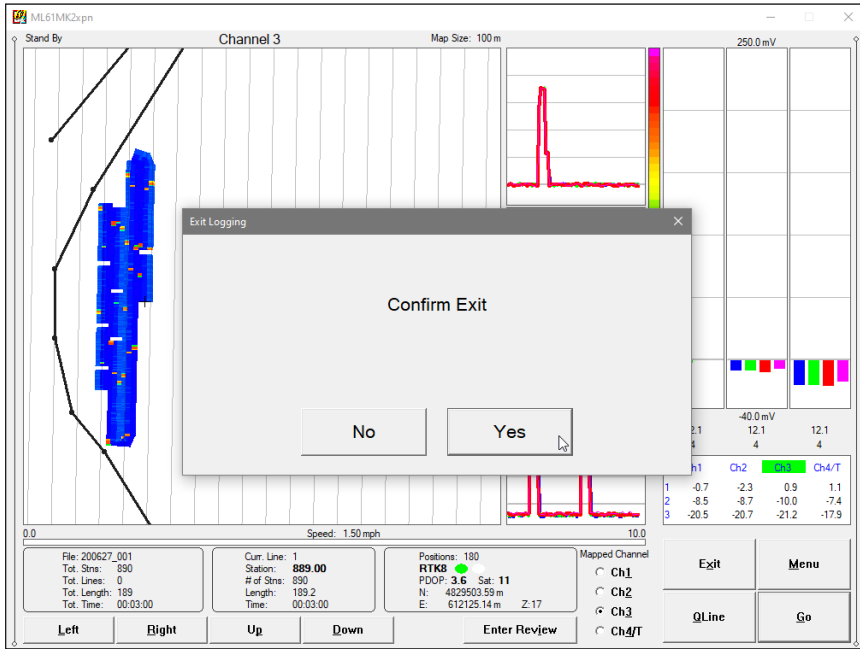 ML61MK2xpn
Stand By
Channel 3
Map Size: 100 m
250.0 mV
Exit Logging
Confirm Exit
No
Yes
-40.0 mV
2.1 12.1 12.1
4 4 4
h1 Ch2 Ch3 Ch4/T
1 -0.7 -2.3 0.9 1.1
2 -8.5 -8.7 -10.0 -7.4
3 -20.5 -20.7 -21.2 -17.9
0.0
Speed: 1.50 mph
10.0
File: 200627_001
Tot. Stns: 890
Tot. Lines: 0
Tot. Length: 189
Tot. Time: 00:03:00
Curr. Line: 1
Station: 889.00
# of Stns: 890
Length: 189.2
Time: 00:03:00
Positions: 180
RTK8
PDOP: 3.6 Sat: 11
N: 4829503.59 m
E: 612125.14 m Z:17
Mapped Channel
Ch1
Ch2
Ch3
Ch4/T
Exit
Menu
QLine
Go
Left
Right
Up
Down
Enter Review